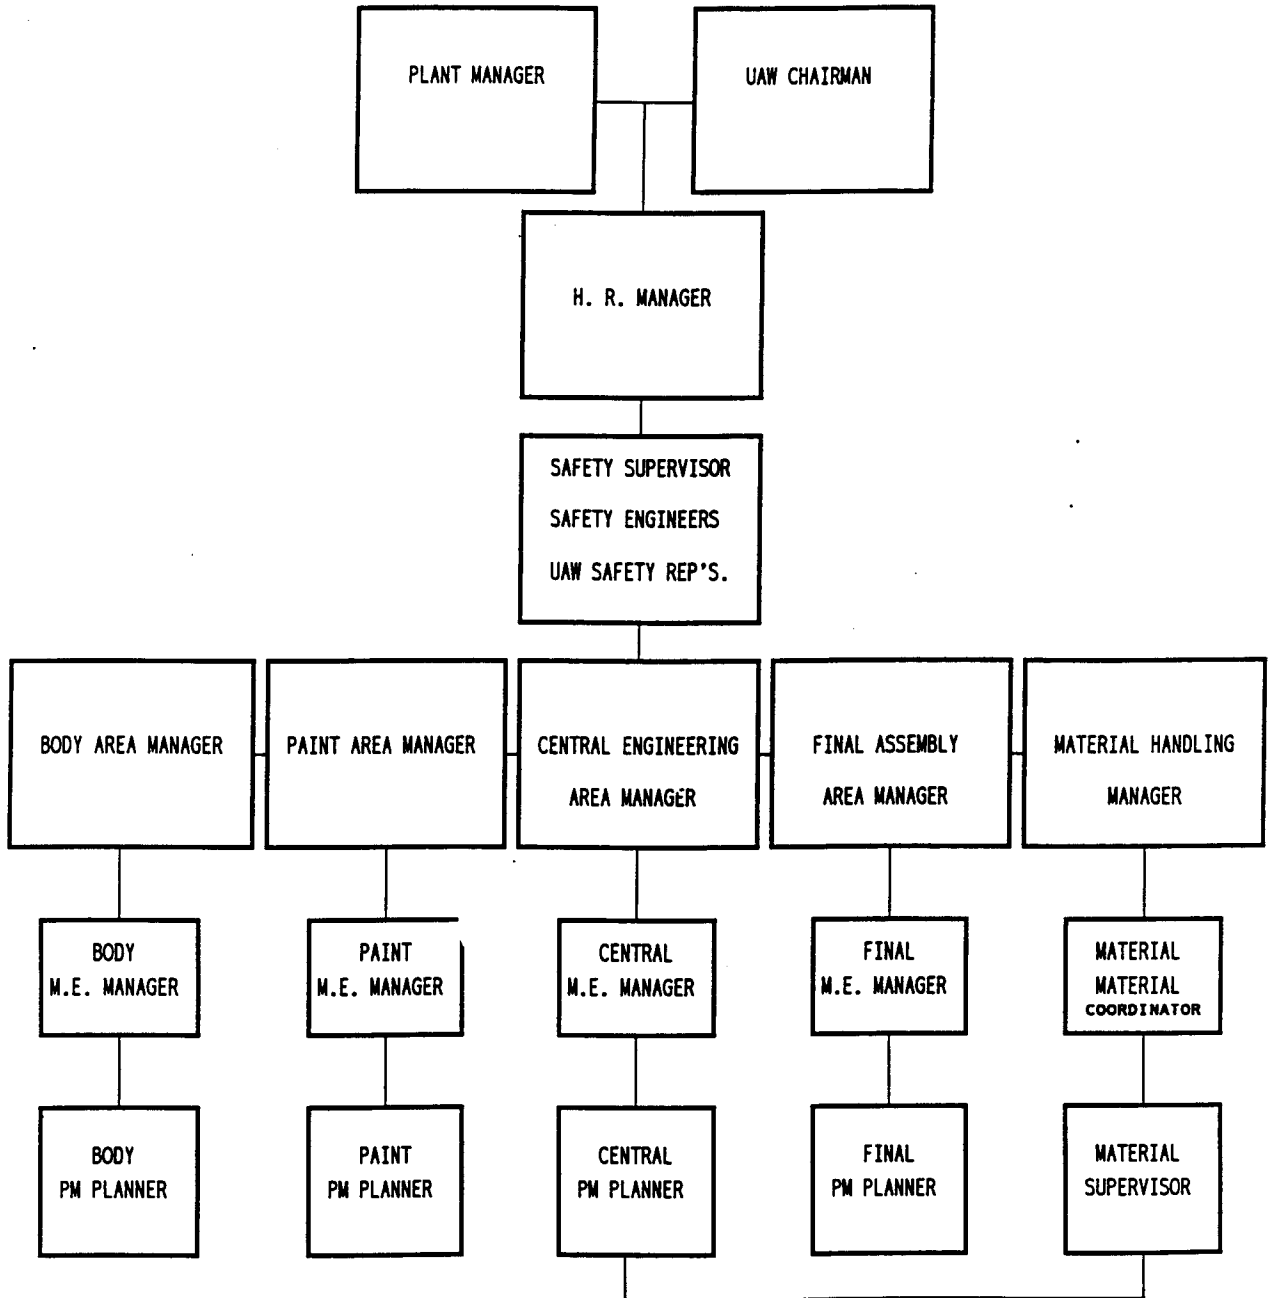 PLANT MANAGER
UAW CHAIRMAN
H. R. MANAGER
SAFETY SUPERVISOR
SAFETY ENGINEERS
UAW SAFETY REP'S.
BODY AREA MANAGER
PAINT AREA MANAGER
CENTRAL ENGINEERING
AREA MANAGER
FINAL ASSEMBLY
AREA MANAGER
MATERIAL HANDLING
MANAGER
BODY
M.E. MANAGER
PAINT
M.E. MANAGER
CENTRAL
M.E. MANAGER
FINAL
M.E. MANAGER
MATERIAL
MATERIAL
COORDINATOR
BODY
PM PLANNER
PAINT
PM PLANNER
CENTRAL
PM PLANNER
FINAL
PM PLANNER
MATERIAL
SUPERVISOR